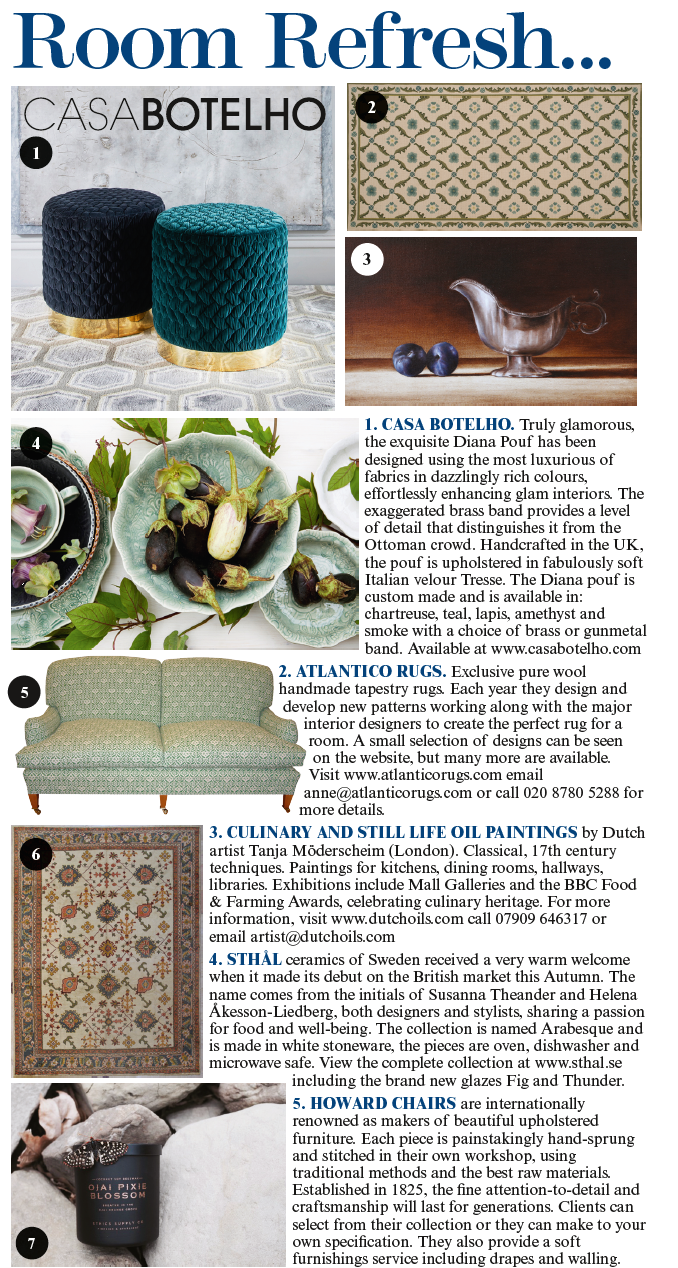 Room Refresh...
CASABOTELHO
1
2
3
4
1. CASA BOTELHO. Truly glamorous,
the exquisite Diana Pouf has been
designed using the most luxurious of
fabrics in dazzlingly rich colours,
effortlessly enhancing glam interiors. The
exaggerated brass band provides a level
of detail that distinguishes it from the
Ottoman crowd. Handcrafted in the UK,
the pouf is upholstered in fabulously soft
Italian velour Tresse. The Diana pouf is
custom made and is available in:
chartreuse, teal, lapis, amethyst and
smoke with a choice of brass or gunmetal
band. Available at www.casabotelho.com
5
2. ATLANTICO RUGS. Exclusive pure wool
handmade tapestry rugs. Each year they design and
develop new patterns working along with the major
interior designers to create the perfect rug for a
room. A small selection of designs can be seen
on the website, but many more are available.
Visit www.atlanticorugs.com email
anne@atlanticorugs.com or call 020 8780 5288 for
more details.
6
3. CULINARY AND STILL LIFE OIL PAINTINGS by Dutch
artist Tanja Möderscheim (London). Classical, 17th century
techniques. Paintings for kitchens, dining rooms, hallways,
libraries. Exhibitions include Mall Galleries and the BBC Food
& Farming Awards, celebrating culinary heritage. For more
information, visit www.dutchoils.com call 07909 646317 or
email artist@dutchoils.com
4. STHÅL ceramics of Sweden received a very warm welcome
when it made its debut on the British market this Autumn. The
name comes from the initials of Susanna Theander and Helena
Åkesson-Liedberg, both designers and stylists, sharing a passion
for food and well-being. The collection is named Arabesque and
is made in white stoneware, the pieces are oven, dishwasher and
microwave safe. View the complete collection at www.sthal.se
including the brand new glazes Fig and Thunder.
5. HOWARD CHAIRS are internationally
renowned as makers of beautiful upholstered
furniture. Each piece is painstakingly hand-sprung
and stitched in their own workshop, using
traditional methods and the best raw materials.
Established in 1825, the fine attention-to-detail and
craftsmanship will last for generations. Clients can
select from their collection or they can make to your
own specification. They also provide a soft
furnishings service including drapes and walling.
OJAI PIXIE
BLOSSOM
ETHICS SUPPLY CO.
7